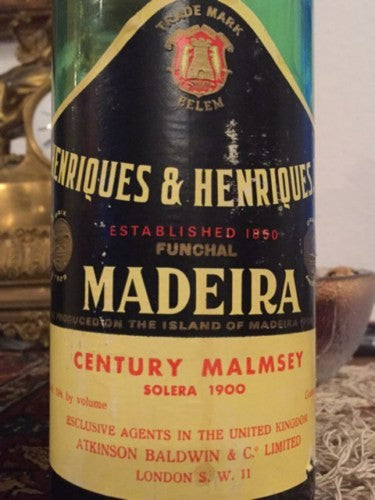 TRADE MARK
BELEM
HENRIQUES & HENRIQUES
ESTABLISHED 1850
FUNCHAL
MADEIRA
PRODUCED ON THE ISLAND OF MADEIRA
CENTURY MALMSEY
SOLERA 1900
by volume
EXCLUSIVE AGENTS IN THE UNITED KINGDOM
ATKINSON BALDWIN & Cº LIMITED
LONDON S. W. 11